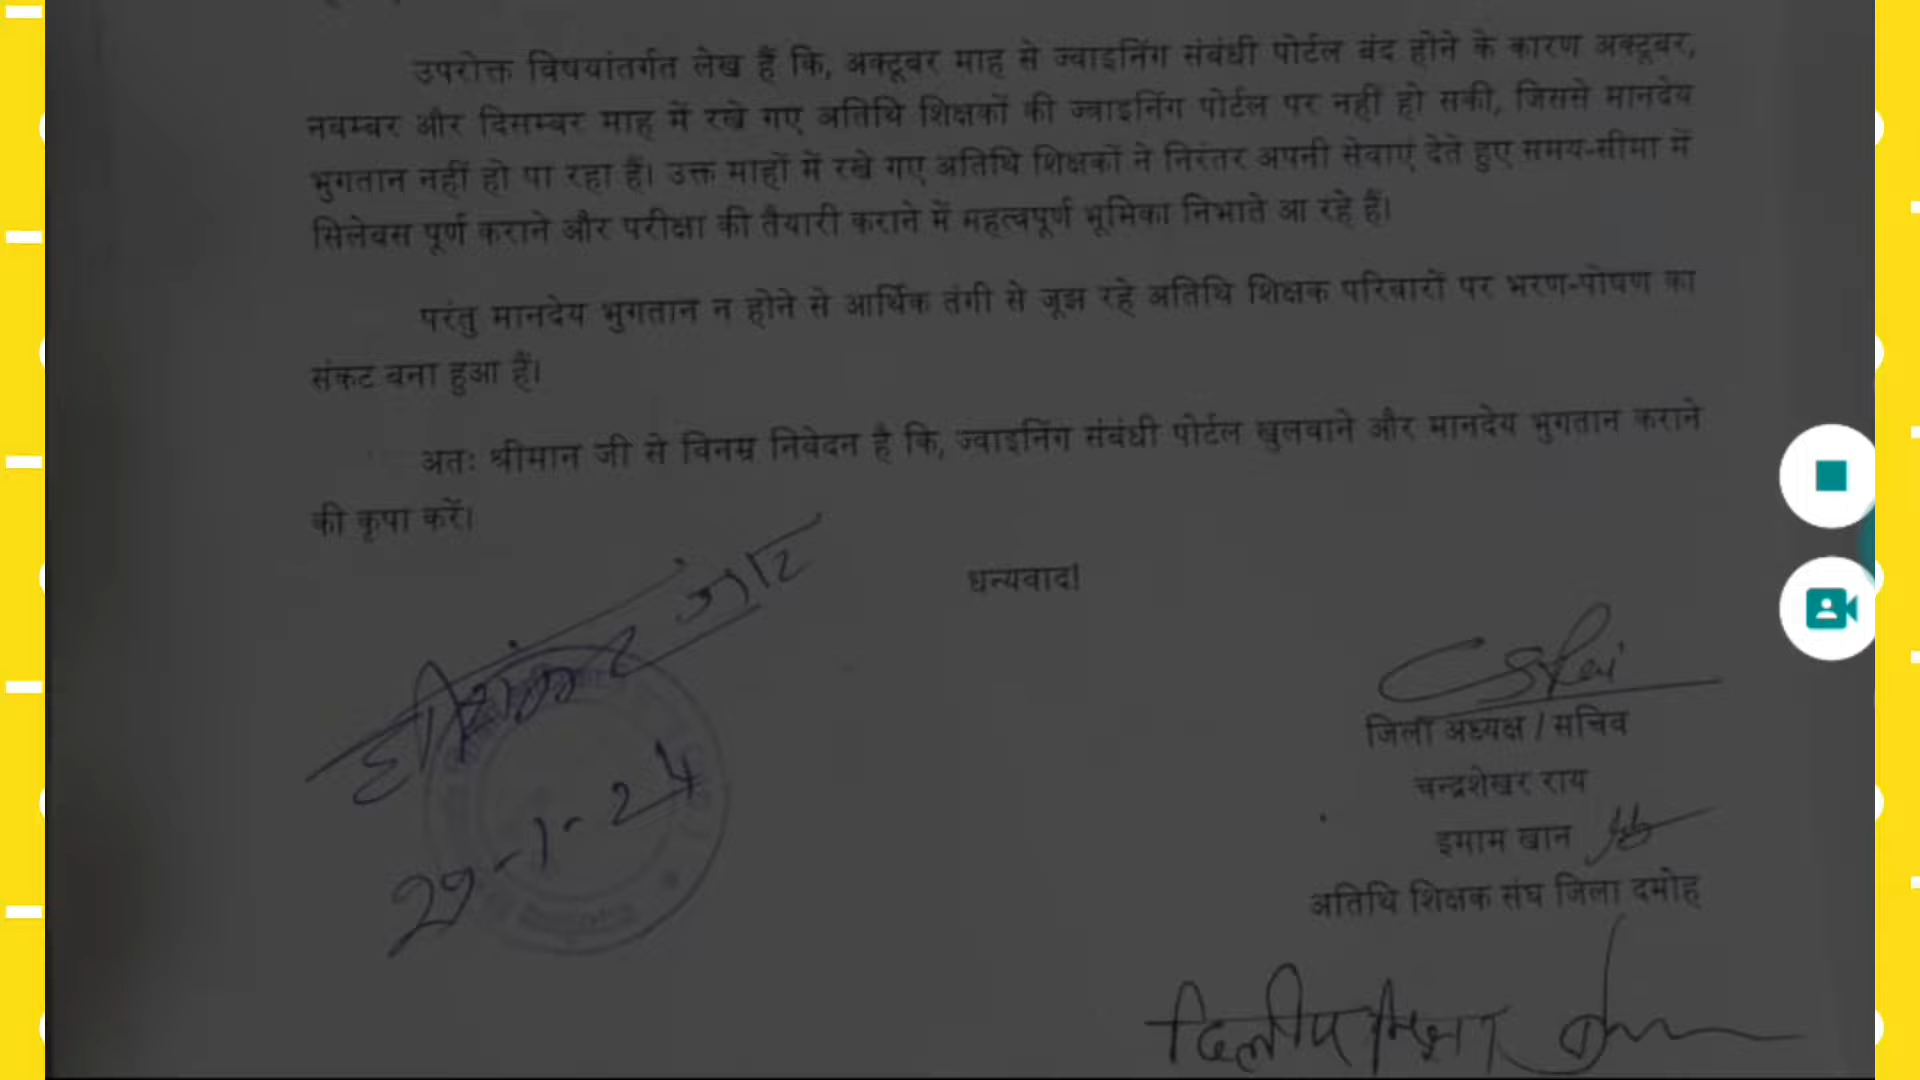 उपरोक्त विषयांतर्गत लेख हैं कि, अक्टूबर माह से ज्वाइनिंग संबंधी पोर्टल बंद होने के कारण अक्टूबर,
नवम्बर और दिसम्बर माह में रखे गए अतिथि शिक्षकों की ज्वाइनिंग पोर्टल पर नहीं हो सकी, जिससे मानदेय
भुगतान नहीं हो पा रहा हैं। उक्त माहों में रखे गए अतिथि शिक्षकों ने निरंतर अपनी सेवाएं देते हुए समय-सीमा में
सिलेबस पूर्ण कराने और परीक्षा की तैयारी कराने में महत्वपूर्ण भूमिका निभाते आ रहे हैं।
परंतु मानदेय भुगतान न होने से आर्थिक तंगी से जूझ रहे अतिथि शिक्षक परिवारों पर भरण-पोषण का
संकट बना हुआ हैं।
अतः श्रीमान जी से विनम्र निवेदन है कि, ज्वाइनिंग संबंधी पोर्टल खुलवाने और मानदेय भुगतान कराने
की कृपा करें।
धन्यवाद।
29-1-24
जिला अध्यक्ष / सचिव
चन्द्रशेखर राय
इमाम खान
अतिथि शिक्षक संघ जिला दमोह
दिलीप